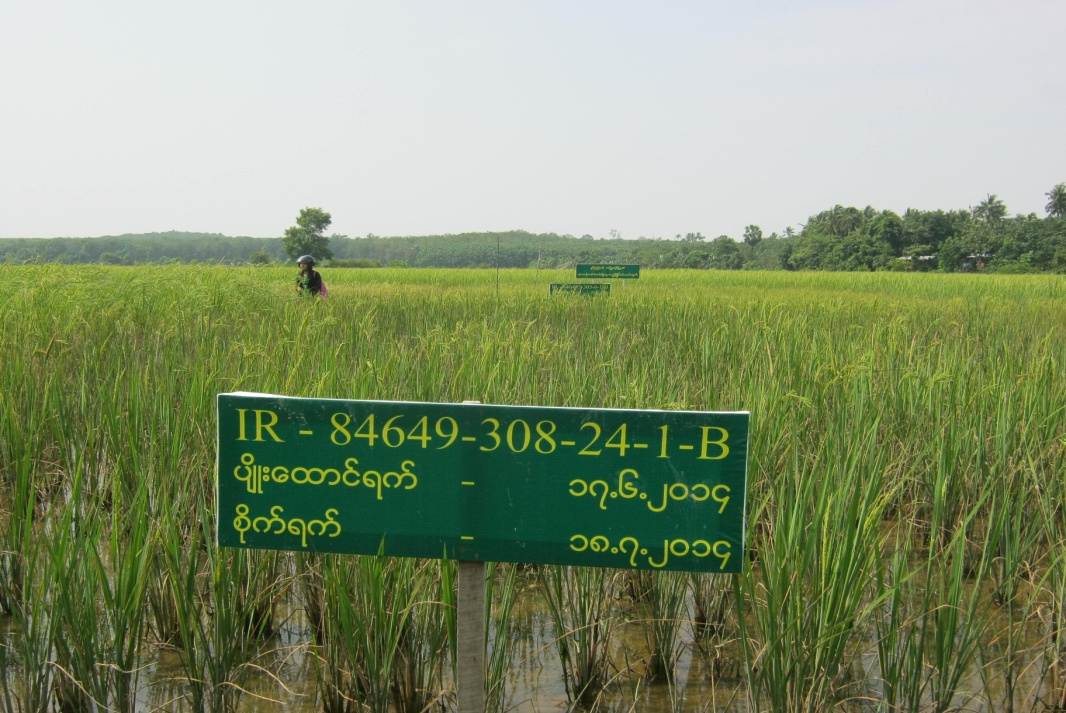 IR - 84649-308-24-1-B
ပျိုးထောင်ရက် - ၁၇.၆.၂၀၁၄
စိုက်ရက် - ၁၈.၇.၂၀၁၄